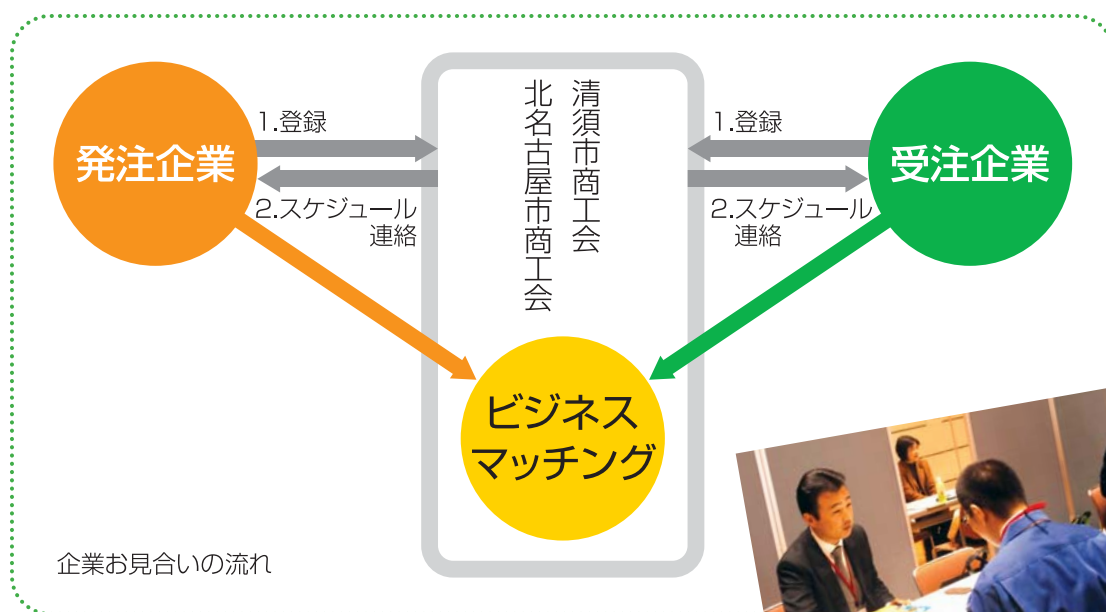 発注企業
1.登録
2.スケジュール
連絡
清須市商工会
北名古屋市商工会
1.登録
2.スケジュール
連絡
受注企業
ビジネス
マッチング
企業お見合いの流れ